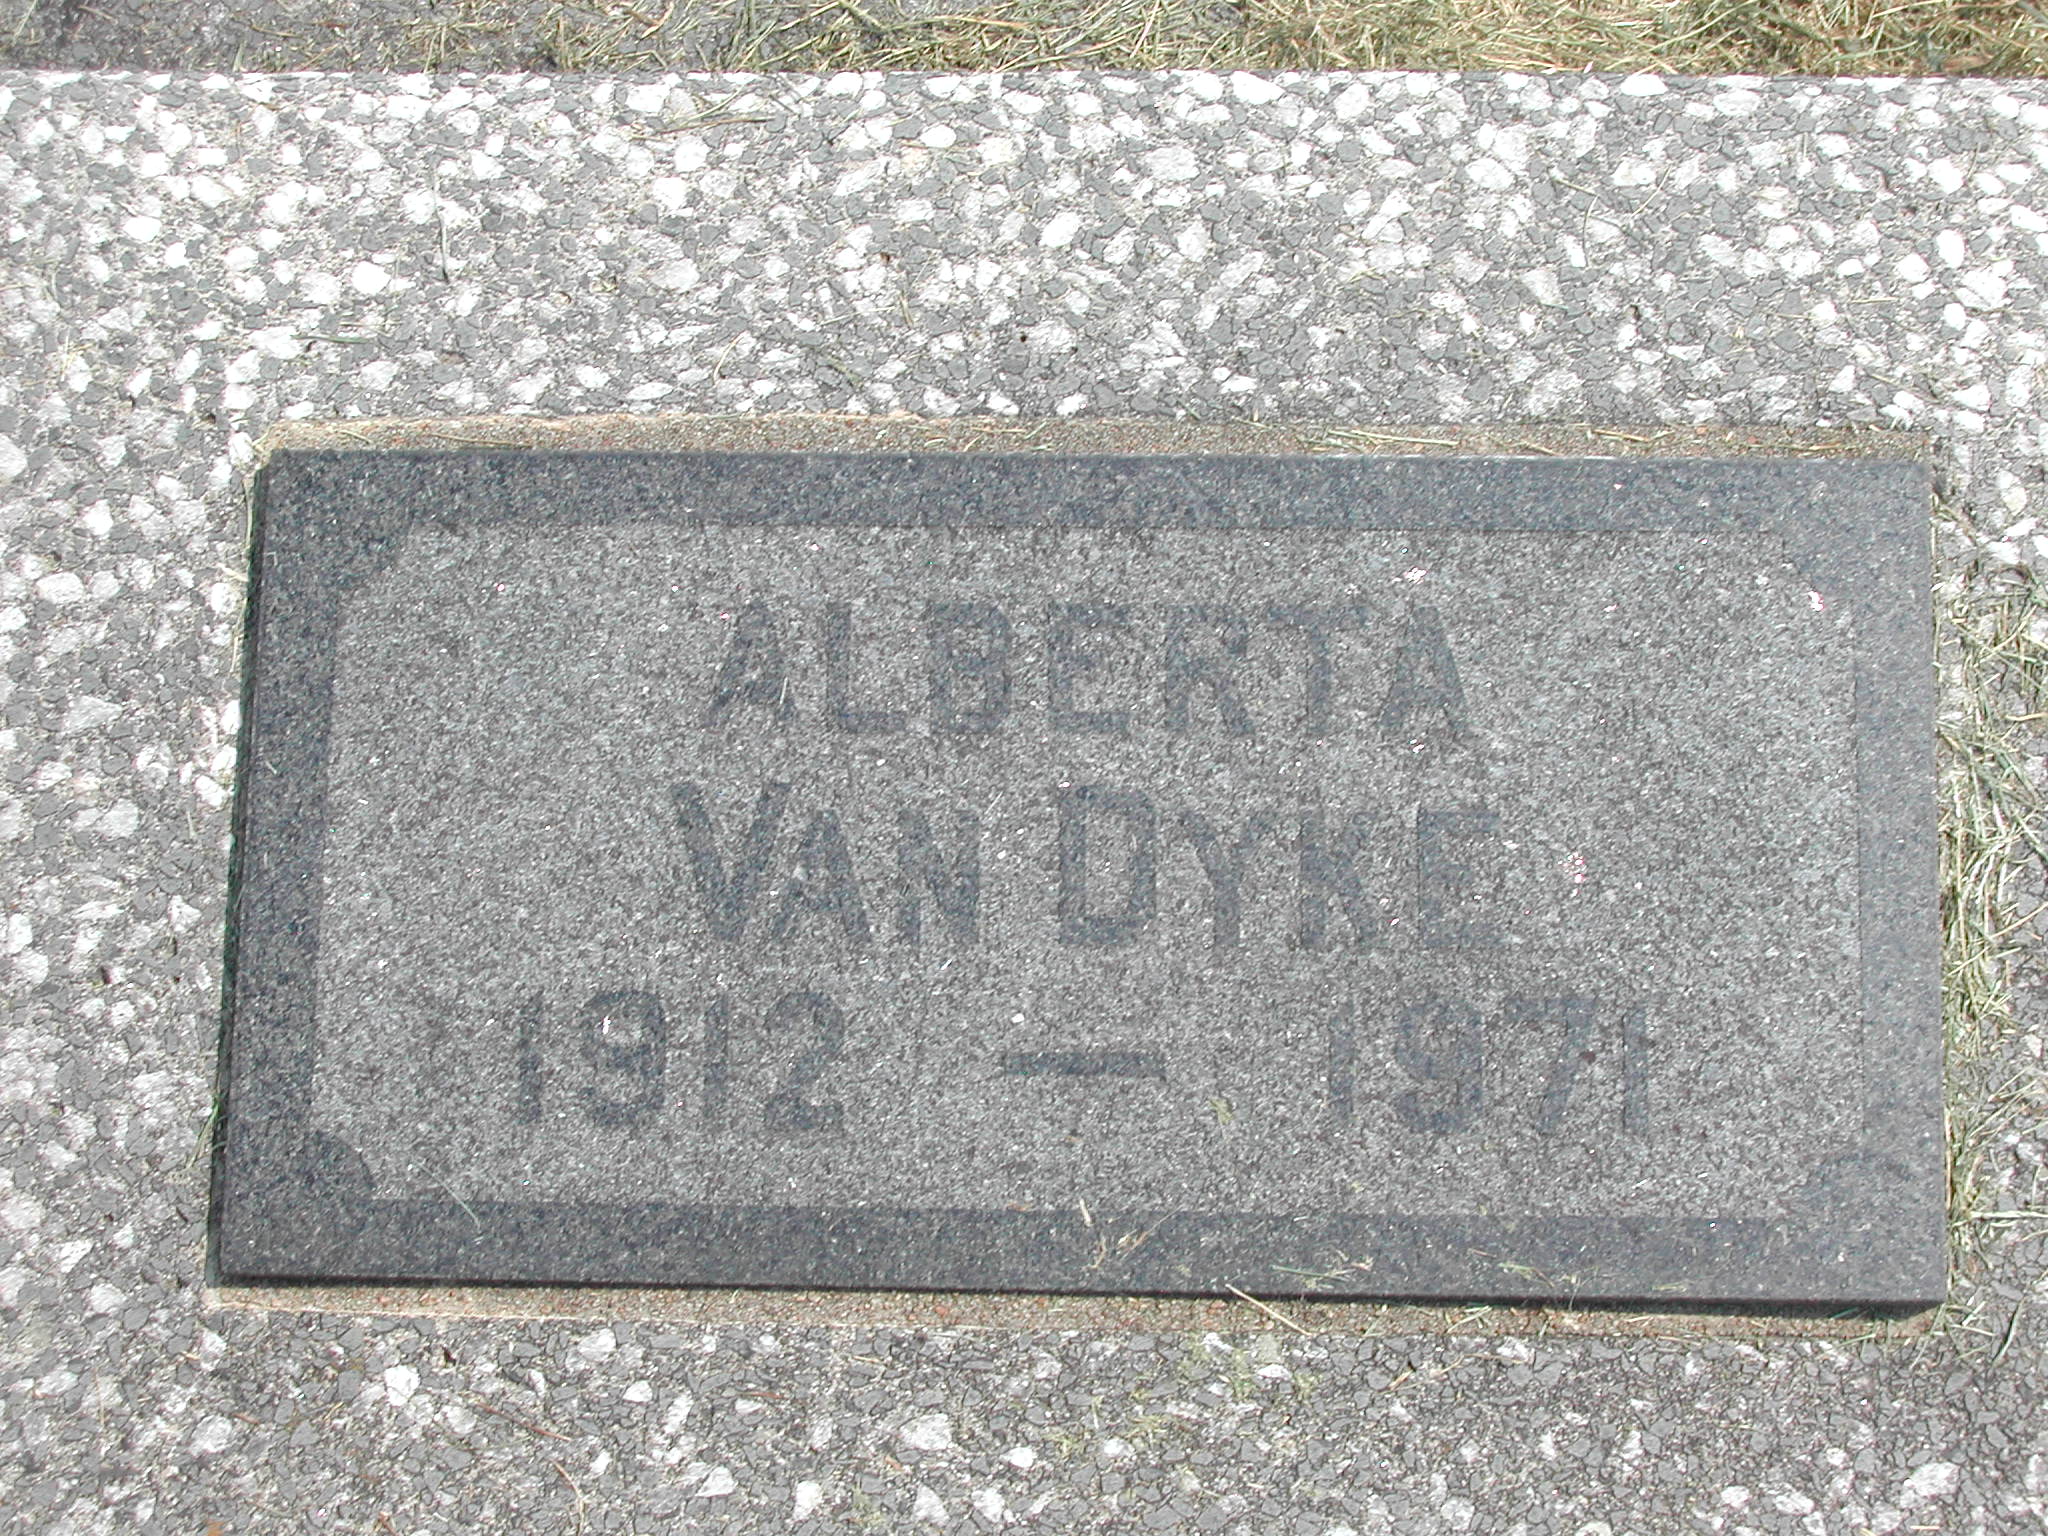 ALBERTA
VAN DYKE
1912 — 1971